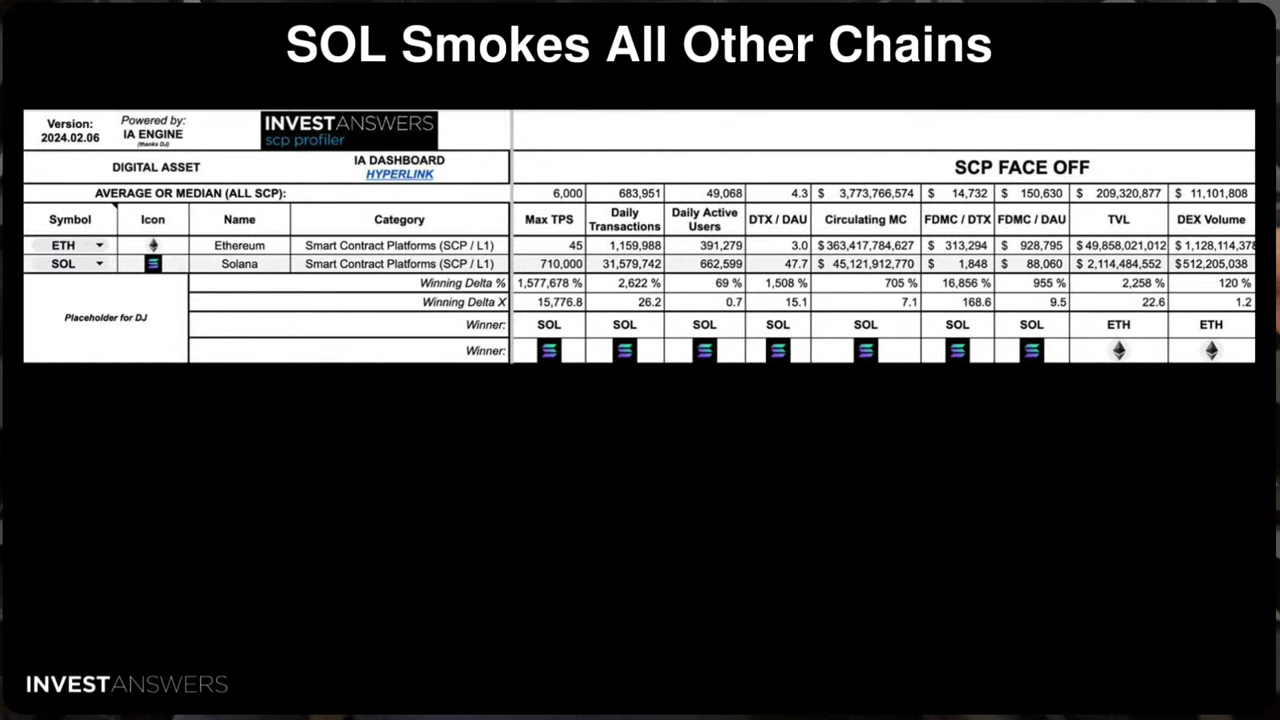 SOL Smokes All Other Chains
Version: 2024.02.06 Powered by: IA ENGINE (thanks DJ) INVESTANSWERS scp profiler
DIGITAL ASSET IA DASHBOARD HYPERLINK SCP FACE OFF
AVERAGE OR MEDIAN (ALL SCP): 6,000 683,951 49,068 4.3 $ 3,773,766,574 $ 14,732 $ 150,630 $ 209,320,877 $ 11,101,808
Symbol Icon Name Category Max TPS Daily Transactions Daily Active Users DTX / DAU Circulating MC FDMC / DTX FDMC / DAU TVL DEX Volume
ETH Ethereum Smart Contract Platforms (SCP / L1) 45 1,159,988 391,279 3.0 $ 363,417,784,627 $ 313,294 $ 928,795 $ 49,858,021,012 $ 1,128,114,378
SOL Solana Smart Contract Platforms (SCP / L1) 710,000 31,579,742 662,599 47.7 $ 45,121,912,770 $ 1,848 $ 88,060 $ 2,114,484,552 $512,205,038
Placeholder for DJ
Winning Delta % 1,577,678 % 2,622 % 69 % 1,508 % 705 % 16,856 % 955 % 2,258 % 120 %
Winning Delta X 15,776.8 26.2 0.7 15.1 7.1 168.6 9.5 22.6 1.2
Winner: SOL SOL SOL SOL SOL SOL SOL ETH ETH
Winner:
INVESTANSWERS